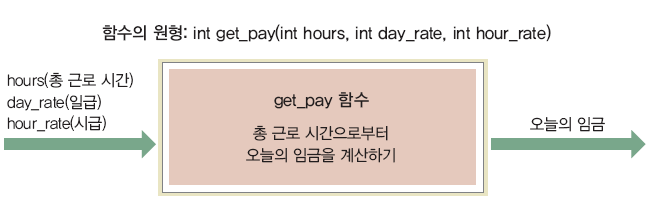 함수의 원형: int get_pay(int hours, int day_rate, int hour_rate)
hours(총 근로 시간)
day_rate(일급)
hour_rate(시급)
get_pay 함수
총 근로 시간으로부터
오늘의 임금을 계산하기
오늘의 임금